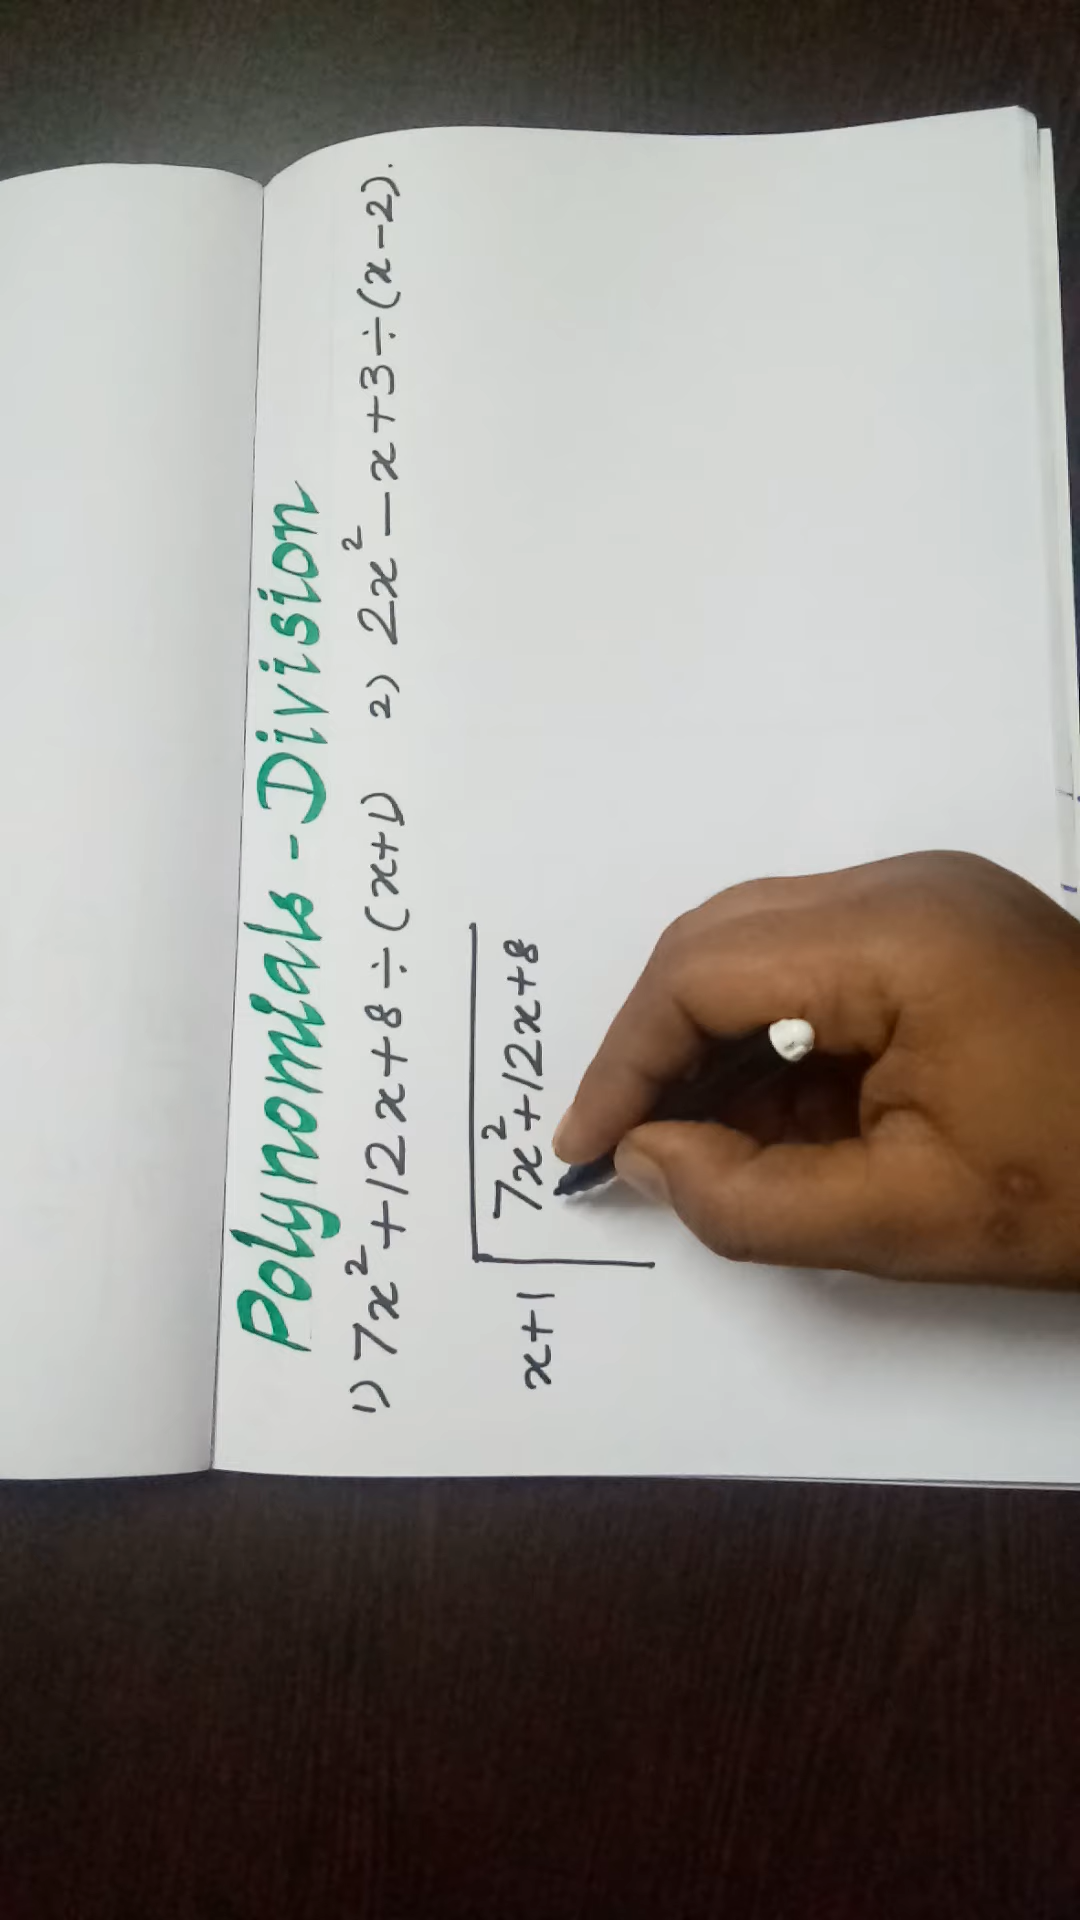 Polynomials - Division
1) 7x²+12x+8÷(x+1) 2) 2x²-x+3÷(x-2).
x+1 7x²+12x+8